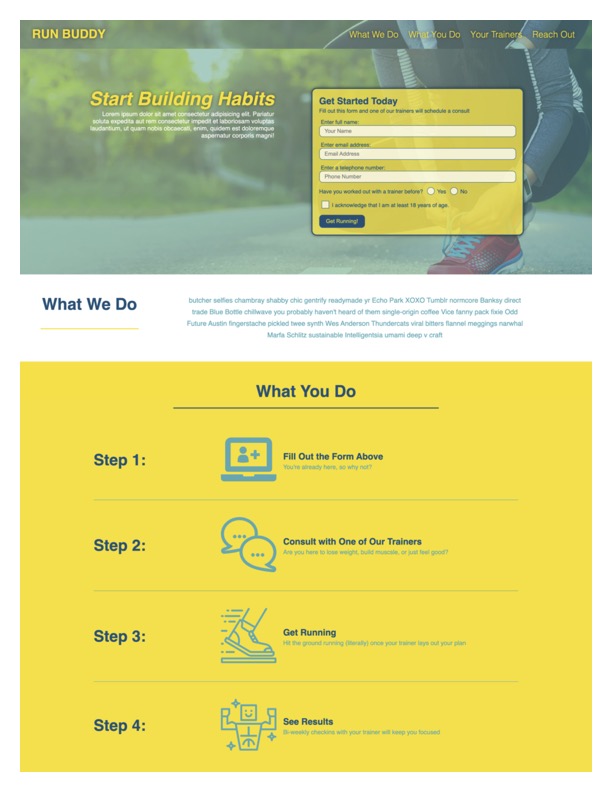 RUN BUDDY
What We Do What You Do Your Trainers Reach Out
Start Building Habits
Lorem ipsum dolor sit amet consectetur adipisicing elit. Pariatur
soluta expedita aut rem consectetur impedit et laboriosam voluptas
laudantium, ut quam nobis obcaecati, enim, quidem est doloremque
aspernatur corporis magni!
Get Started Today
Fill out this form and one of our trainers will schedule a consult
Enter full name:
Your Name
Enter email address:
Email Address
Enter a telephone number:
Phone Number
Have you worked out with a trainer before? Yes No
I acknowledge that I am at least 18 years of age.
Get Running!
What We Do
butcher selfies chambray shabby chic gentrify readymade yr Echo Park XOXO Tumblr normcore Banksy direct
trade Blue Bottle chillwave you probably haven't heard of them single-origin coffee Vice fanny pack fixie Odd
Future Austin fingerstache pickled twee synth Wes Anderson Thundercats viral bitters flannel meggings narwhal
Marfa Schlitz sustainable Intelligentsia umami deep v craft
What You Do
Step 1:
Fill Out the Form Above
You're already here, so why not?
Step 2:
Consult with One of Our Trainers
Are you here to lose weight, build muscale, or just feel good?
Step 3:
Get Running
Hit the ground running (literally) once your trainer lays out your plan
Step 4:
See Results
Bi-weekly checkins with your trainer will keep you focused